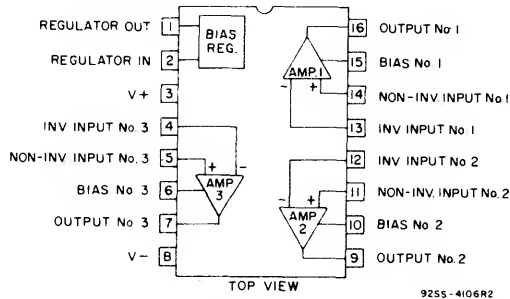 REGULATOR OUT 1
REGULATOR IN 2
V+ 3
INV INPUT No. 3 4
NON-INV. INPUT No. 3 5
BIAS No 3 6
OUTPUT No 3 7
V- 8
BIAS
REG.
+ -
AMP
3
16 OUTPUT No 1
15 BIAS No. 1
14 NON-INV. INPUT No. 1
13 INV INPUT No. 1
12 INV. INPUT No 2
11 NON-INV. INPUT No. 2
10 BIAS No. 2
9 OUTPUT No. 2
AMP. 1
- +
- +
AMP
2
TOP VIEW
92SS-4106R2